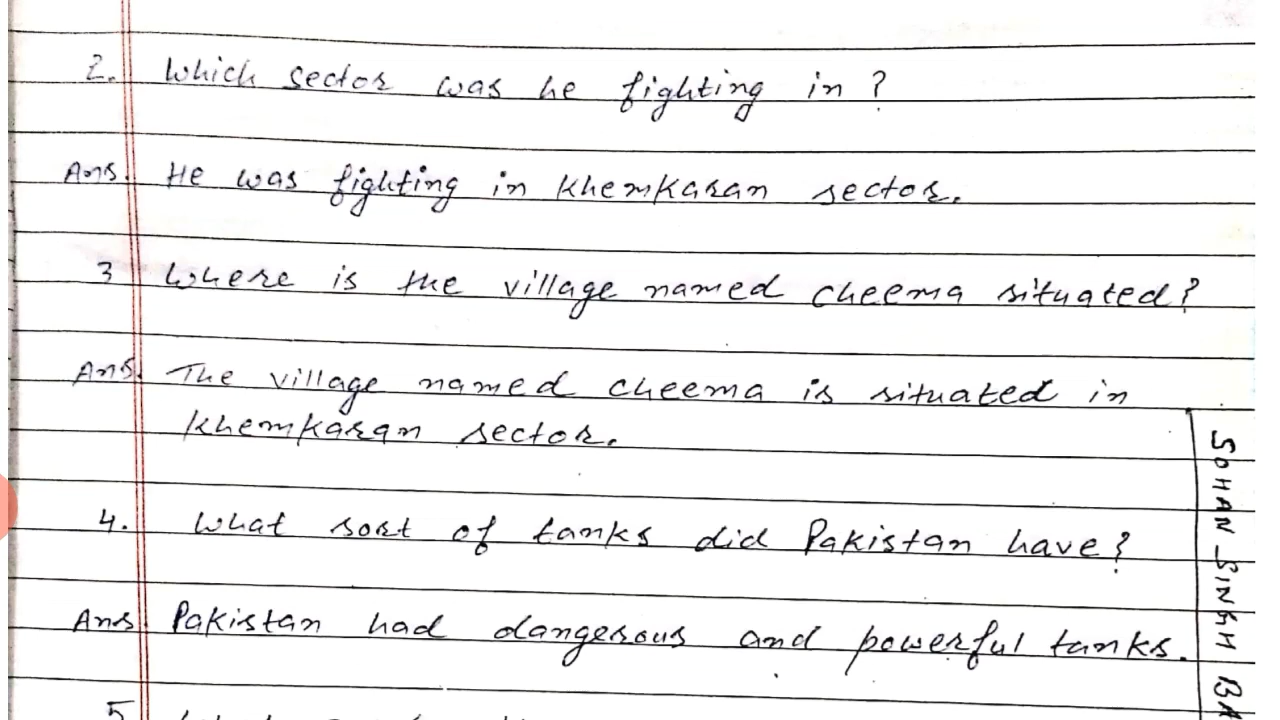 2. Which sector was he fighting in ?
Ans. He was fighting in Khemkaran sector.
3 Where is the village named cheema situated?
Ans. The village named cheema is situated in
Khemkaran sector.
4. What sort of tanks did Pakistan have?
Ans Pakistan had dangerous and powerful tanks.
5
SOHAN SINGH BA